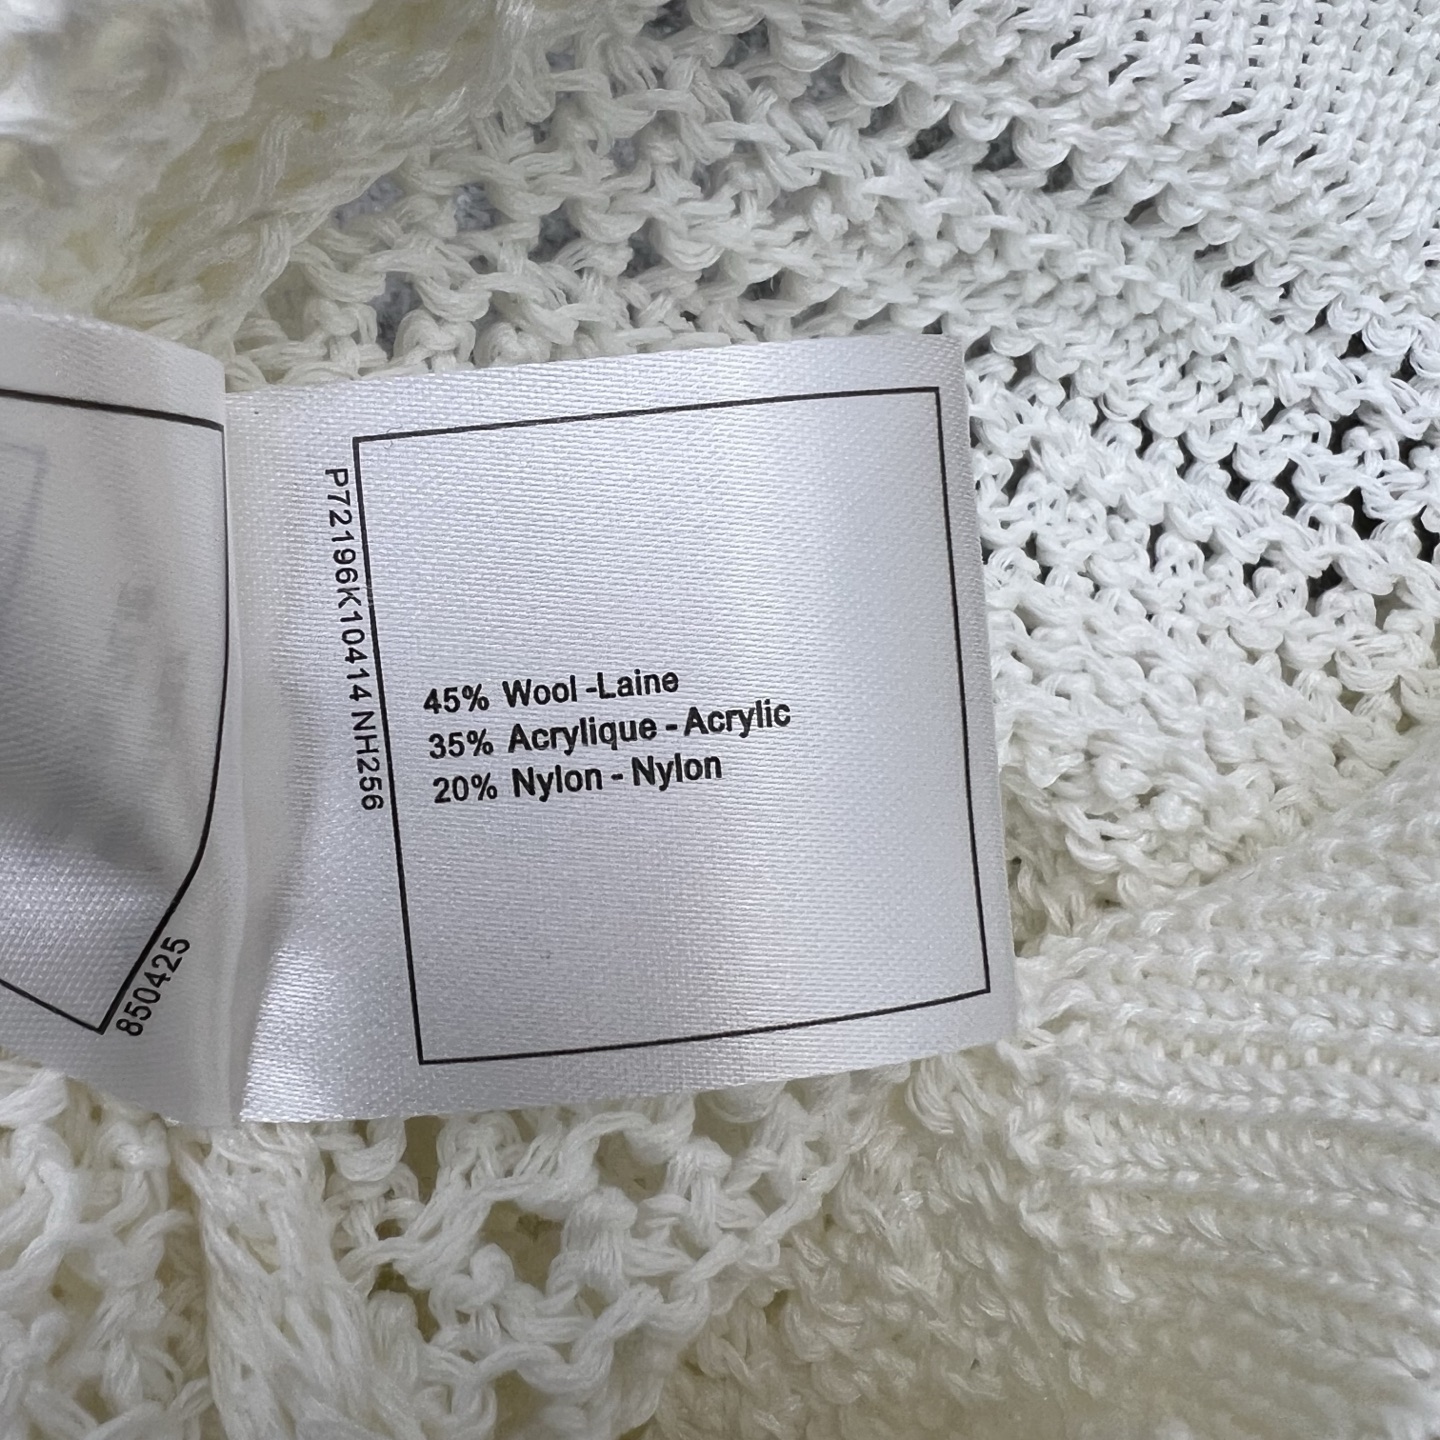 P72196K10414 NH256
45% Wool -Laine
35% Acrylique - Acrylic
20% Nylon - Nylon
850425